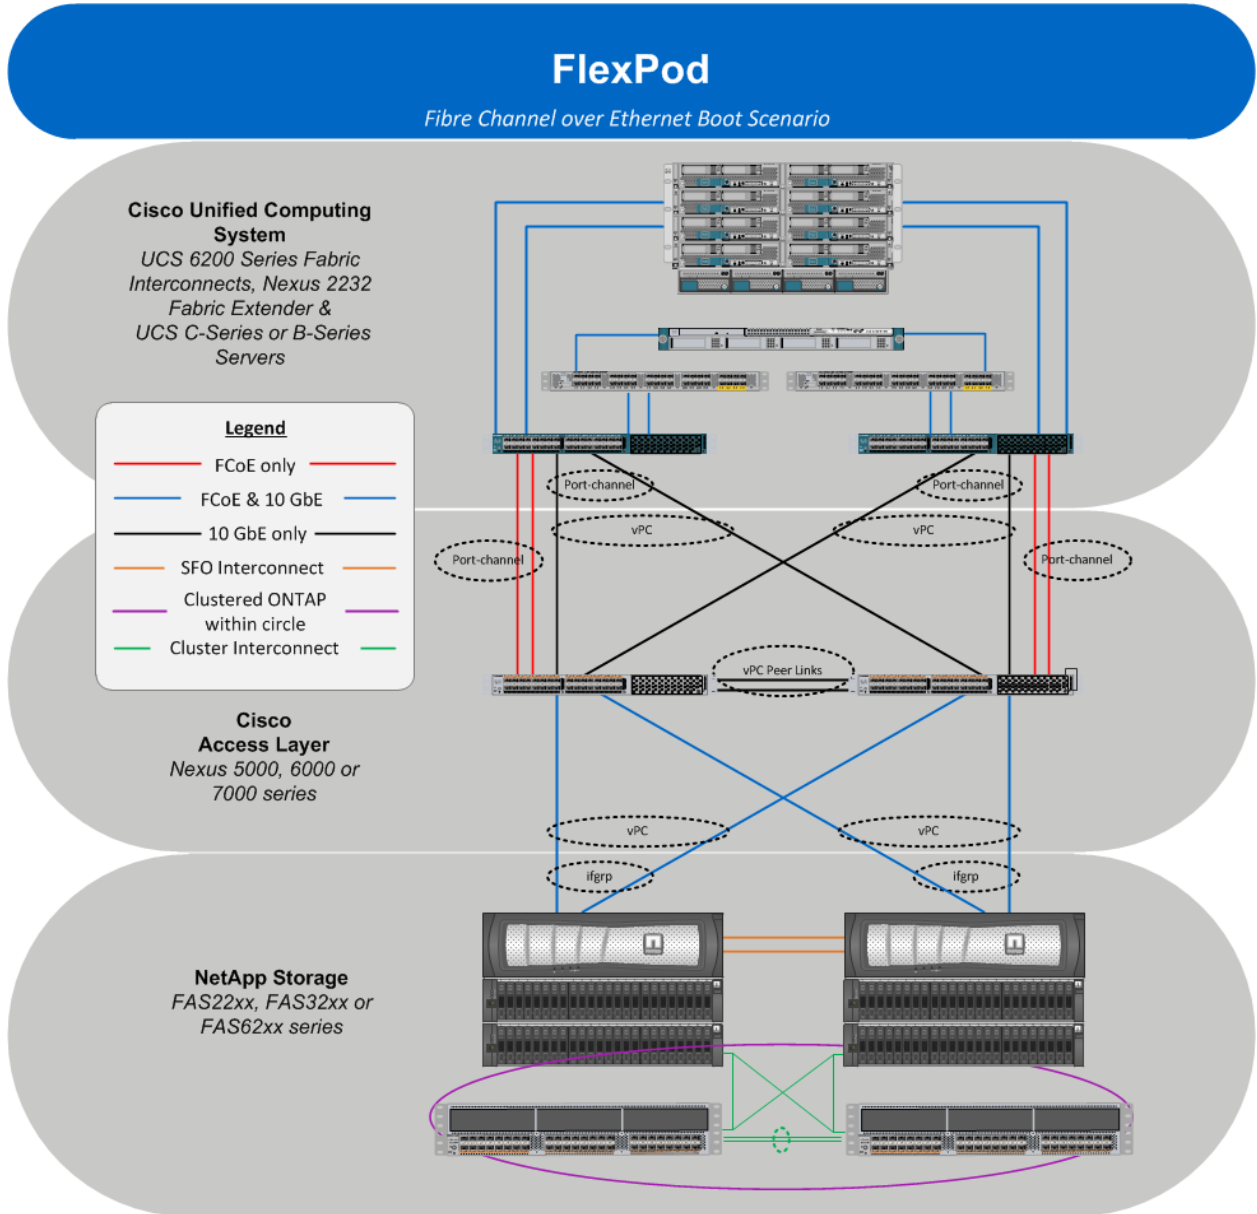 FlexPod
Fibre Channel over Ethernet Boot Scenario
Cisco Unified Computing
System
UCS 6200 Series Fabric
Interconnects, Nexus 2232
Fabric Extender &
UCS C-Series or B-Series
Servers
Legend
FCoE only
FCoE & 10 GbE
10 GbE only
SFO Interconnect
Clustered ONTAP
within circle
Cluster Interconnect
Port-channel
Port-channel
vPC
vPC
Port-channel
Port-channel
vPC Peer Links
Cisco
Access Layer
Nexus 5000, 6000 or
7000 series
vPC
vPC
ifgrp
ifgrp
NetApp Storage
FAS22xx, FAS32xx or
FAS62xx series